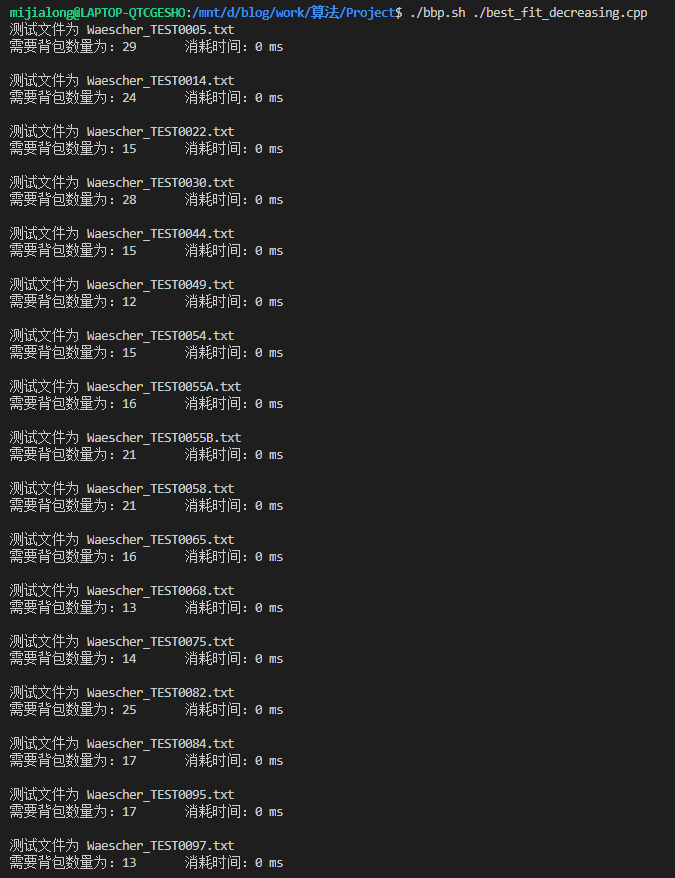 mijialong@LAPTOP-QTCGESHO:/mnt/d/blog/work/算法/Project$ ./bbp.sh ./best_fit_decreasing.cpp
测试文件为 Waescher_TEST0005.txt
需要背包数量为: 29 消耗时间: 0 ms
测试文件为 Waescher_TEST0014.txt
需要背包数量为: 24 消耗时间: 0 ms
测试文件为 Waescher_TEST0022.txt
需要背包数量为: 15 消耗时间: 0 ms
测试文件为 Waescher_TEST0030.txt
需要背包数量为: 28 消耗时间: 0 ms
测试文件为 Waescher_TEST0044.txt
需要背包数量为: 15 消耗时间: 0 ms
测试文件为 Waescher_TEST0049.txt
需要背包数量为: 12 消耗时间: 0 ms
测试文件为 Waescher_TEST0054.txt
需要背包数量为: 15 消耗时间: 0 ms
测试文件为 Waescher_TEST0055A.txt
需要背包数量为: 16 消耗时间: 0 ms
测试文件为 Waescher_TEST0055B.txt
需要背包数量为: 21 消耗时间: 0 ms
测试文件为 Waescher_TEST0058.txt
需要背包数量为: 21 消耗时间: 0 ms
测试文件为 Waescher_TEST0065.txt
需要背包数量为: 16 消耗时间: 0 ms
测试文件为 Waescher_TEST0068.txt
需要背包数量为: 13 消耗时间: 0 ms
测试文件为 Waescher_TEST0075.txt
需要背包数量为: 14 消耗时间: 0 ms
测试文件为 Waescher_TEST0082.txt
需要背包数量为: 25 消耗时间: 0 ms
测试文件为 Waescher_TEST0084.txt
需要背包数量为: 17 消耗时间: 0 ms
测试文件为 Waescher_TEST0095.txt
需要背包数量为: 17 消耗时间: 0 ms
测试文件为 Waescher_TEST0097.txt
需要背包数量为: 13 消耗时间: 0 ms